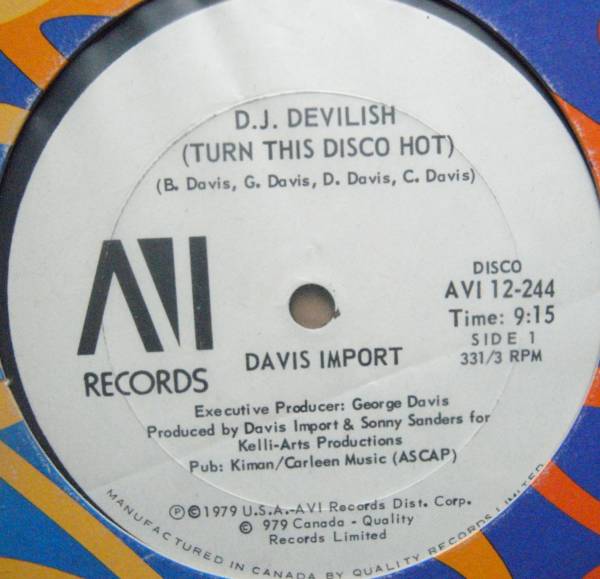 D.J. DEVILISH
(TURN THIS DISCO HOT)
(B. Davis, G. Davis, D. Davis, C. Davis)
AVI
RECORDS
DISCO
AVI 12-244
Time: 9:15
SIDE 1
331/3 RPM
DAVIS IMPORT
Executive Producer: George Davis
Produced by Davis Import & Sonny Sanders for
Kelli-Arts Productions
Pub: Kiman/Carleen Music (ASCAP)
Ⓟ©1979 U.S.A.-AVI Records Dist. Corp.
© 979 Canada - Quality
Records Limited
MANUFACTURED IN CANADA BY QUALITY RECORDS LIMITED